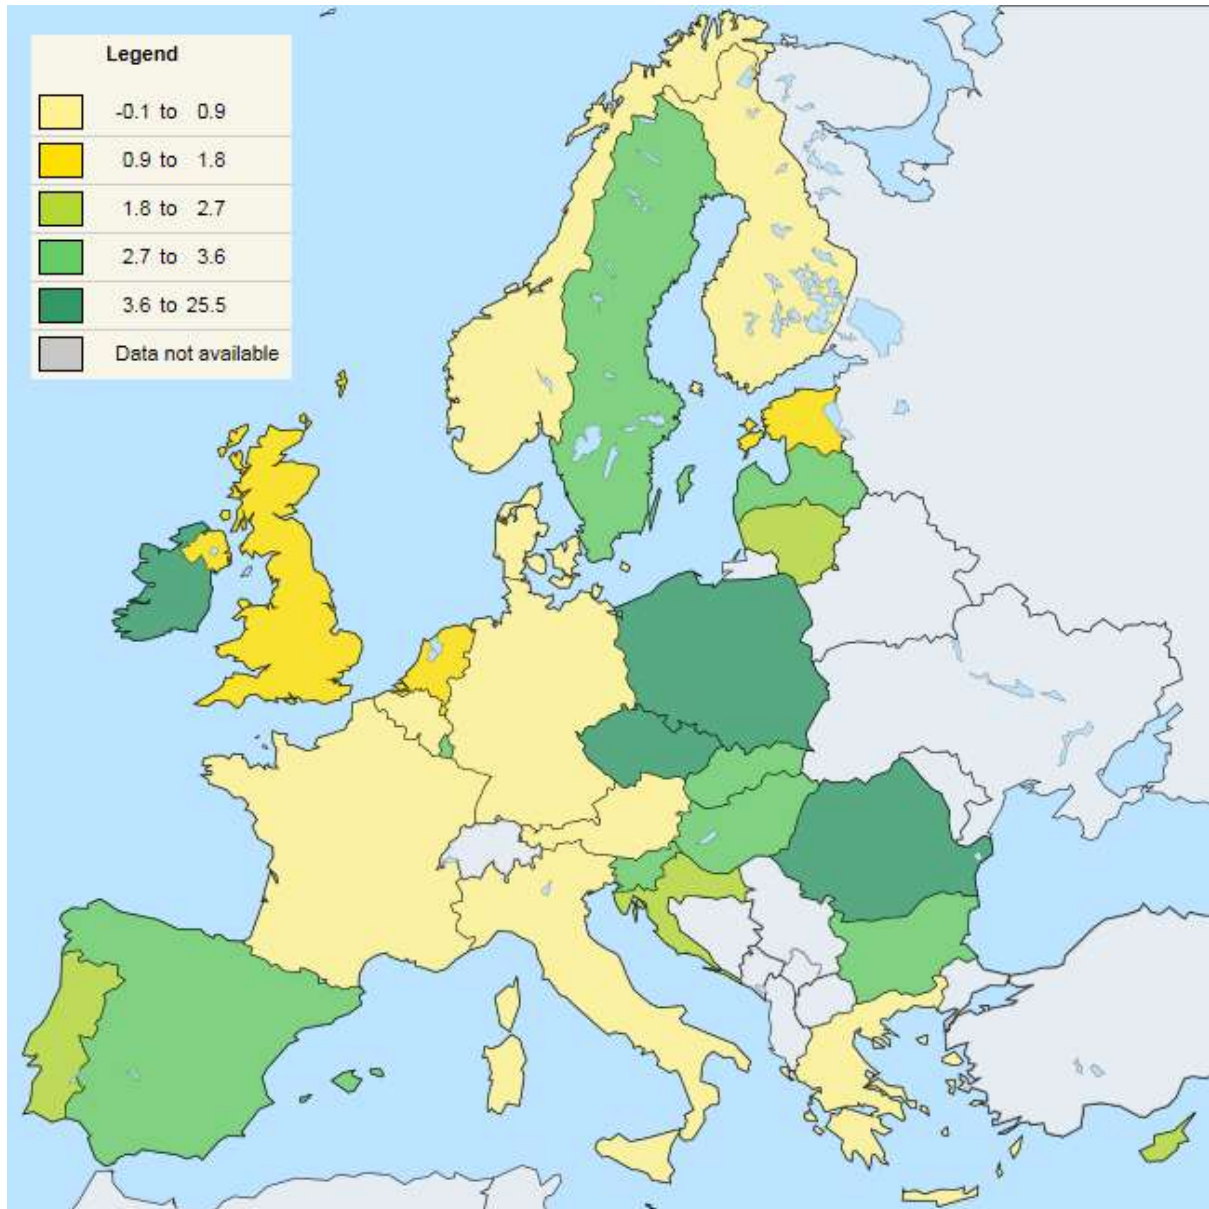 Legend
-0.1 to 0.9
0.9 to 1.8
1.8 to 2.7
2.7 to 3.6
3.6 to 25.5
Data not available